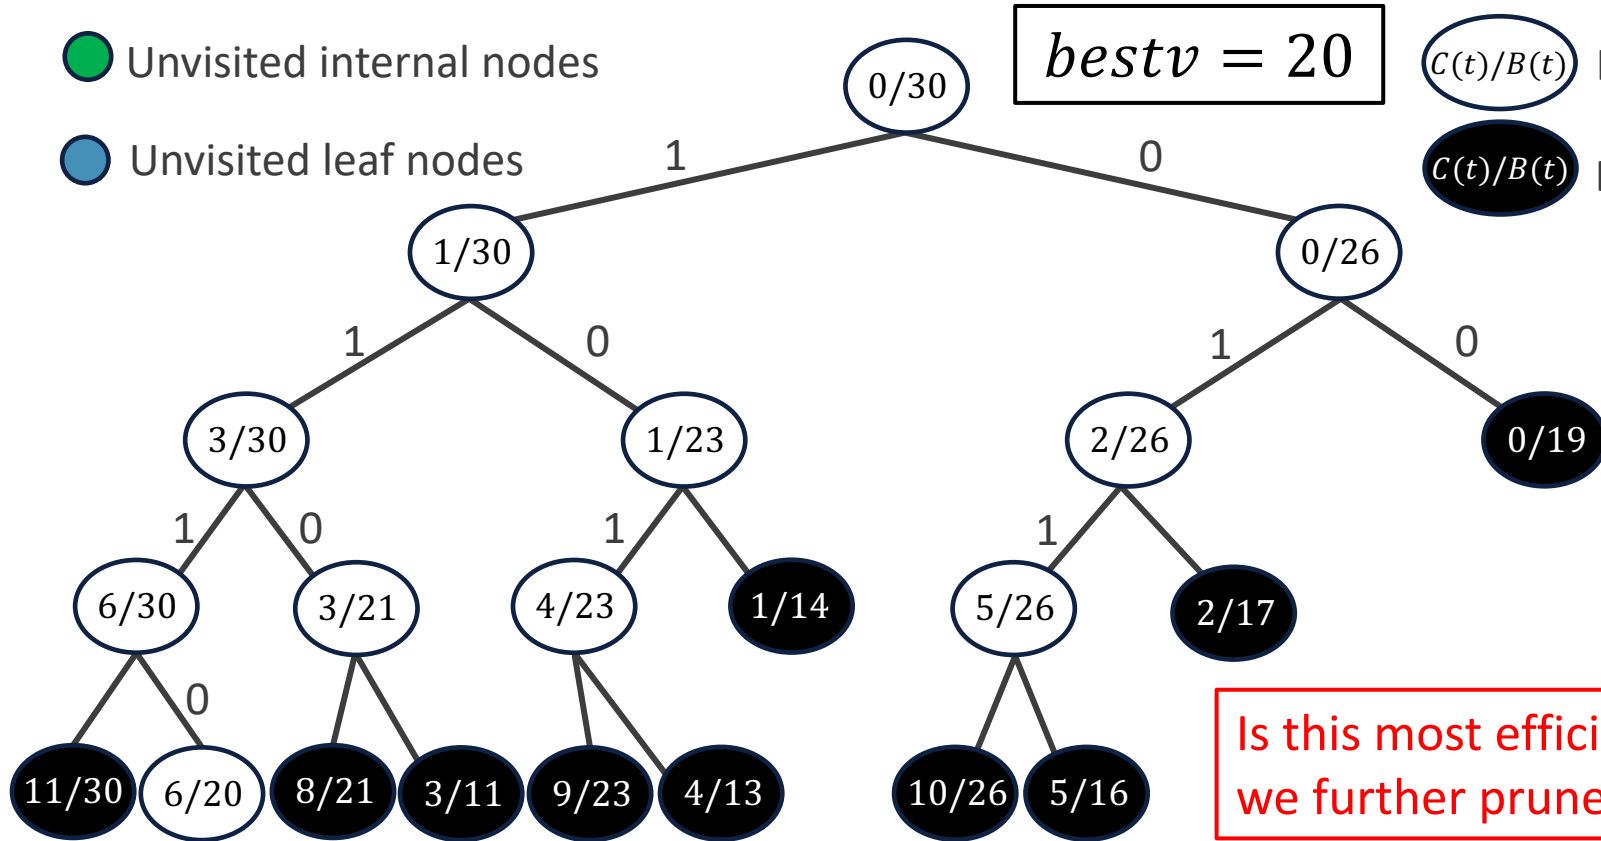 Unvisited internal nodes
Unvisited leaf nodes
bestv = 20
C(t)/B(t)
C(t)/B(t)
0/30
1 0
1/30 0/26
1 0 1 0
3/30 1/23 2/26 0/19
1 0 1 1
6/30 3/21 4/23 1/14 5/26 2/17
0
11/30 6/20 8/21 3/11 9/23 4/13 10/26 5/16
Is this most
we further prune